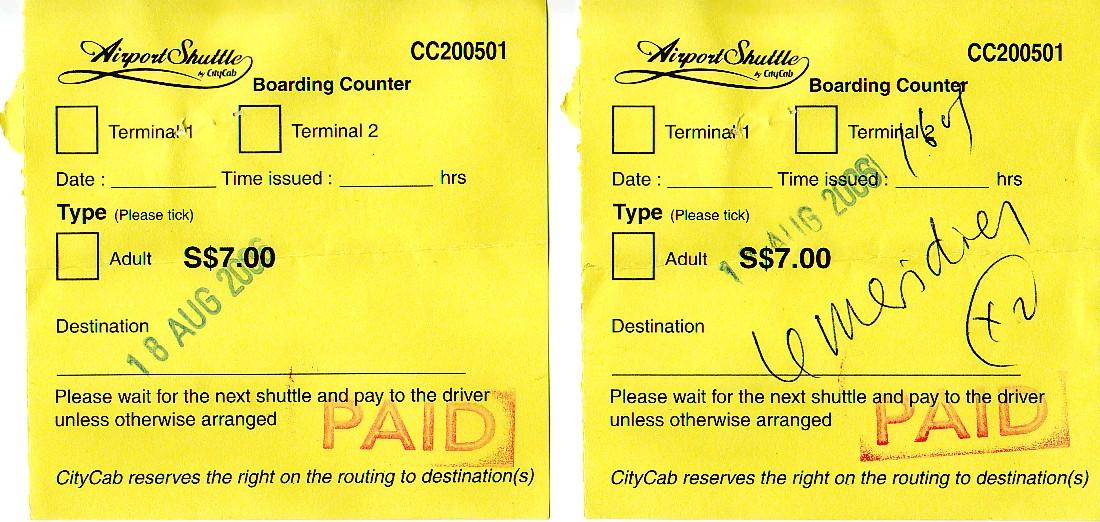 Airport Shuttle
by CityCab
CC200501
Boarding Counter
Terminal 1
Terminal 2
Date : Time issued : hrs
Type (Please tick)
Adult S$7.00
18 AUG 2006
Destination
Please wait for the next shuttle and pay to the driver
unless otherwise arranged
PAID
CityCab reserves the right on the routing to destination(s)
Airport Shuttle
by CityCab
CC200501
Boarding Counter
Terminal 1
Terminal 2
Date : Time issued : hrs
Type (Please tick)
Adult S$7.00
AUG 2006
Destination
le meridien
x2
Please wait for the next shuttle and pay to the driver
unless otherwise arranged
PAID
CityCab reserves the right on the routing to destination(s)